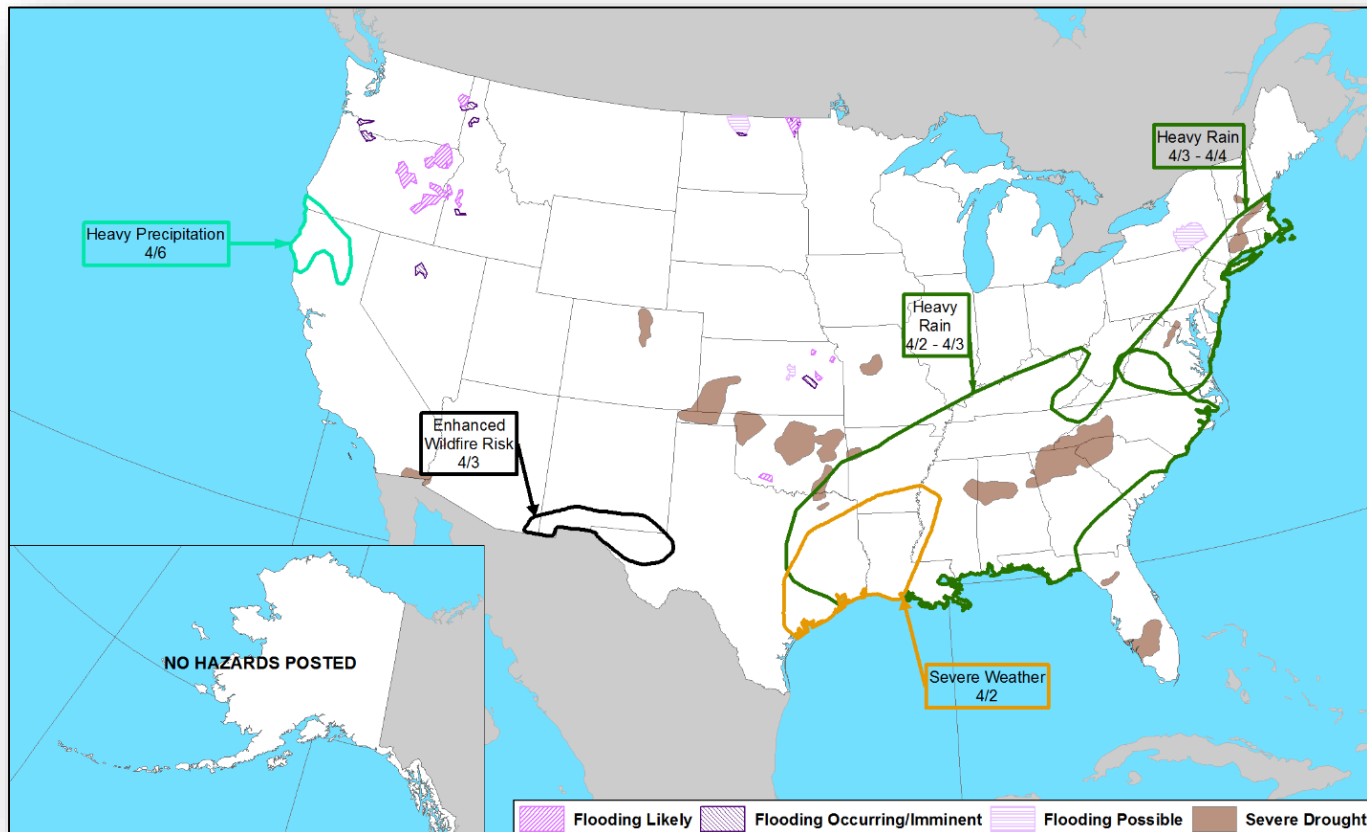 Heavy Rain
4/3 - 4/4
Heavy Precipitation
4/6
Heavy
Rain
4/2 - 4/3
Enhanced
Wildfire Risk
4/3
NO HAZARDS POSTED
Severe Weather
4/2
Flooding Likely
Flooding Occurring/Imminent
Flooding Possible
Severe Drought